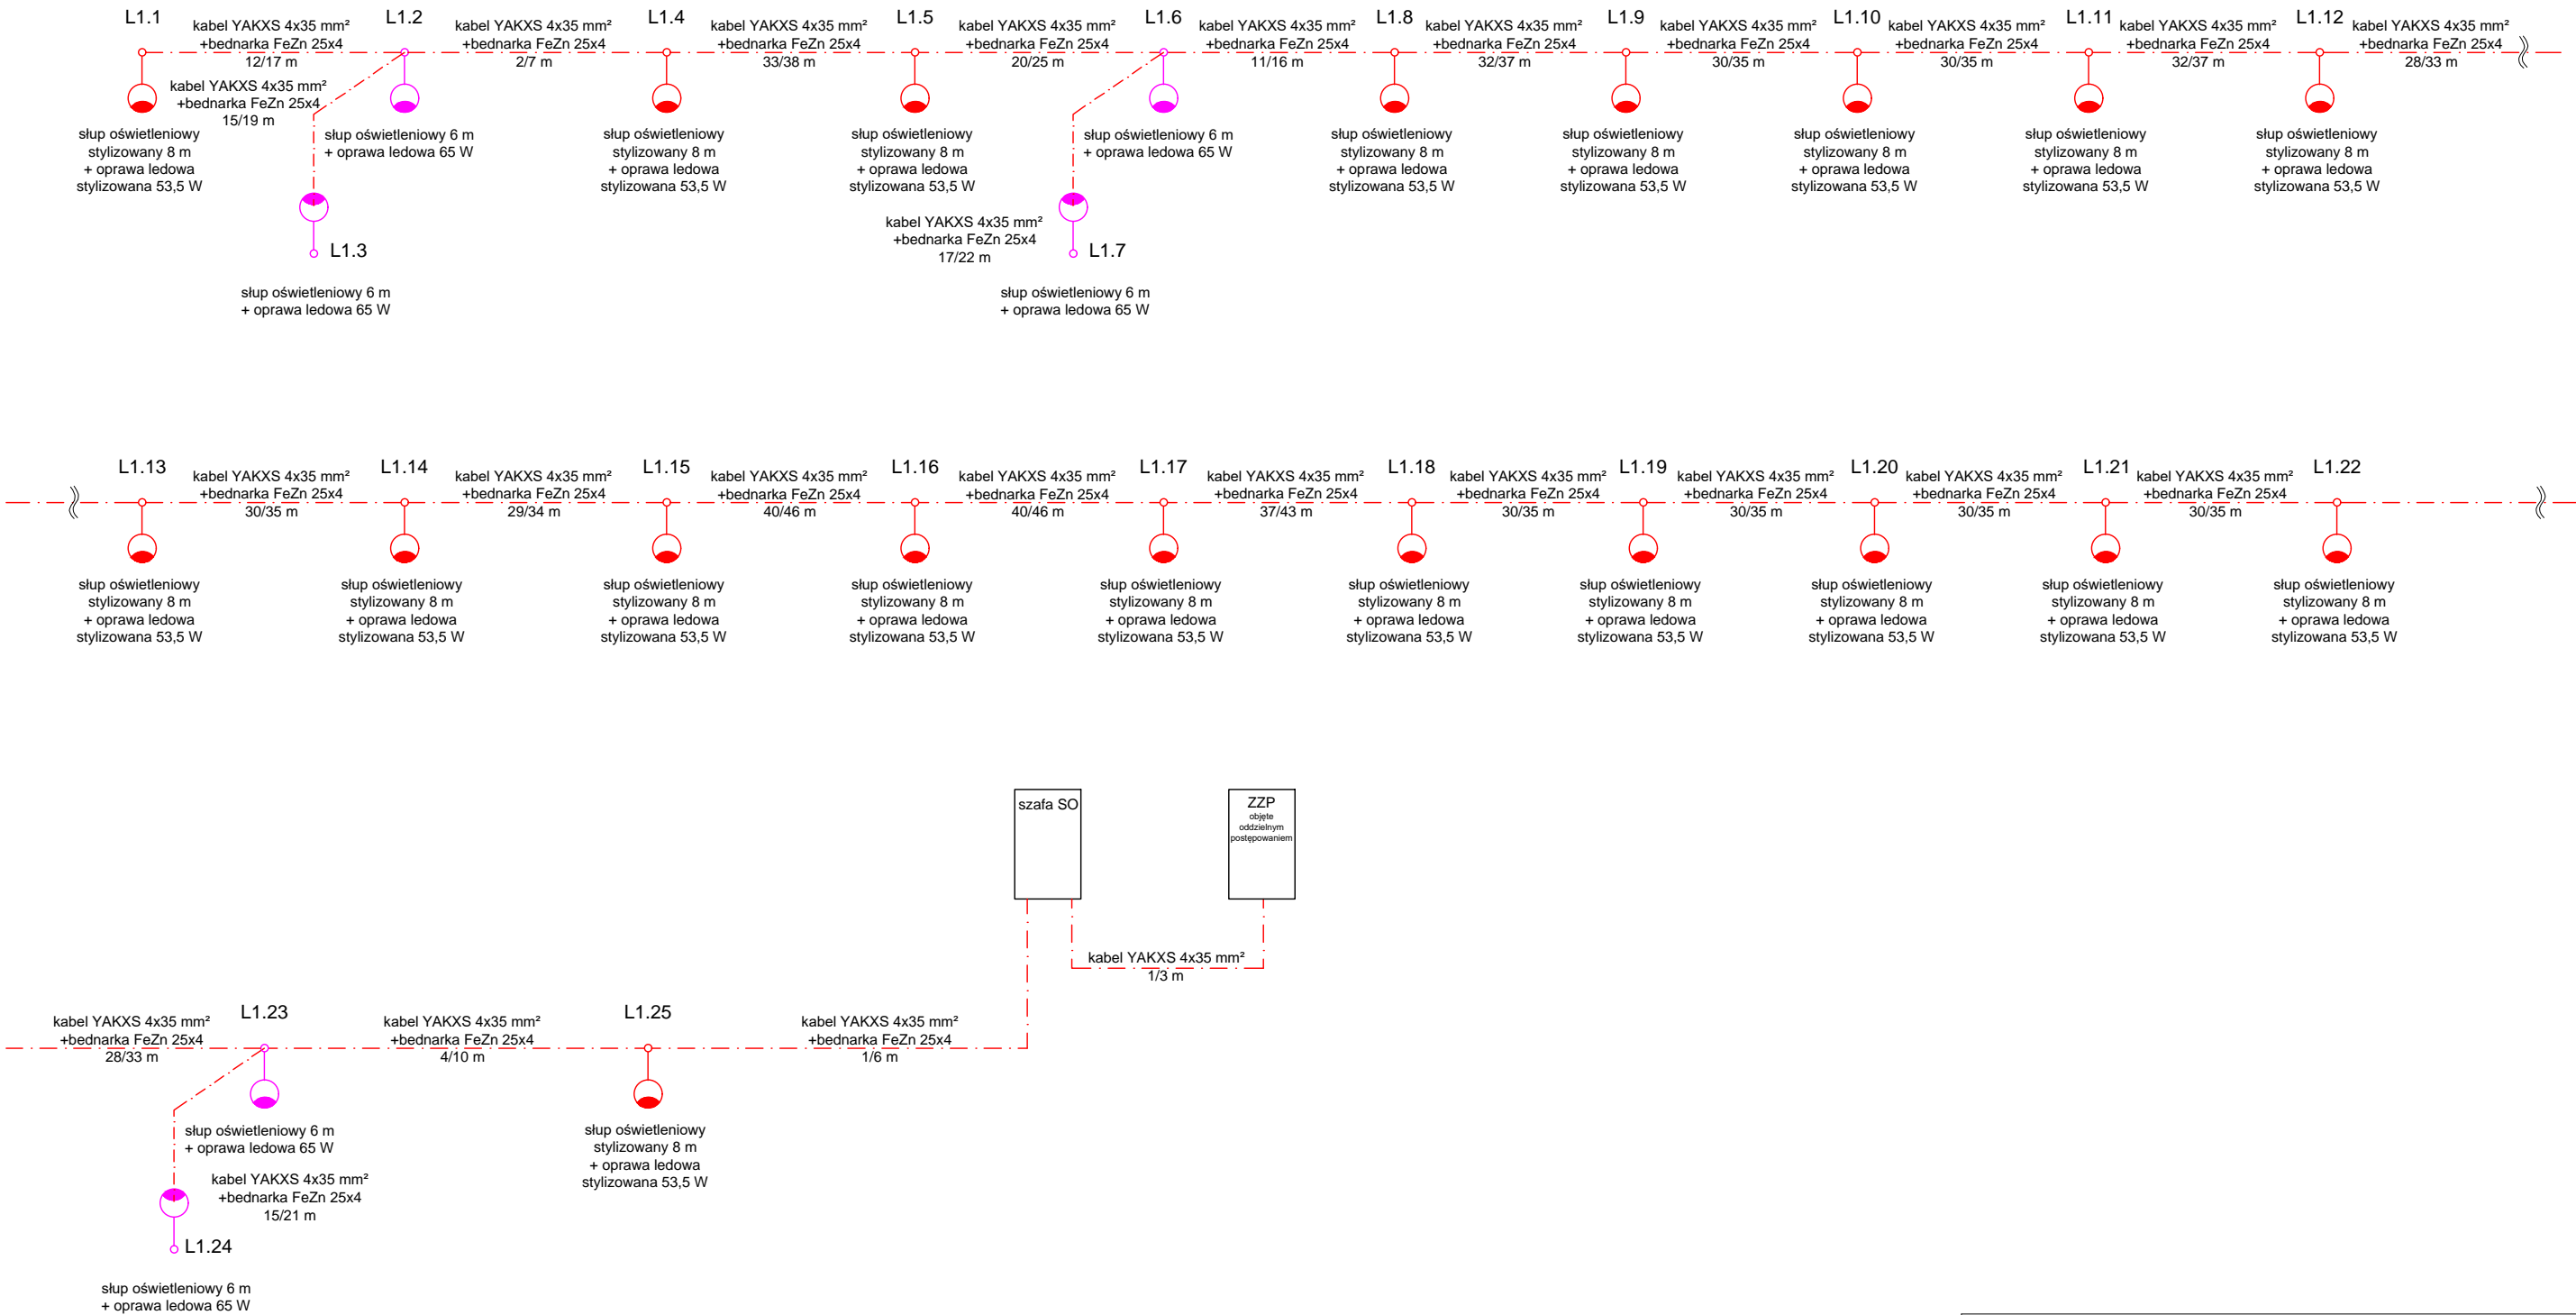 L1.1
kabel YAKXS 4x35 mm²
+bednarka FeZn 25x4
12/17 m
L1.2
kabel YAKXS 4x35 mm²
+bednarka FeZn 25x4
2/7 m
L1.4
kabel YAKXS 4x35 mm²
+bednarka FeZn 25x4
33/38 m
L1.5
kabel YAKXS 4x35 mm²
+bednarka FeZn 25x4
20/25 m
L1.6
kabel YAKXS 4x35 mm²
+bednarka FeZn 25x4
11/16 m
L1.8
kabel YAKXS 4x35 mm²
+bednarka FeZn 25x4
32/37 m
L1.9
kabel YAKXS 4x35 mm²
+bednarka FeZn 25x4
30/35 m
L1.10
kabel YAKXS 4x35 mm²
+bednarka FeZn 25x4
30/35 m
L1.11
kabel YAKXS 4x35 mm²
+bednarka FeZn 25x4
32/37 m
L1.12
kabel YAKXS 4x35 mm²
+bednarka FeZn 25x4
28/33 m
kabel YAKXS 4x35 mm²
+bednarka FeZn 25x4
15/19 m
słup oświetleniowy
stylizowany 8 m
+ oprawa ledowa
stylizowana 53,5 W
słup oświetleniowy 6 m
+ oprawa ledowa 65 W
słup oświetleniowy
stylizowany 8 m
+ oprawa ledowa
stylizowana 53,5 W
słup oświetleniowy
stylizowany 8 m
+ oprawa ledowa
stylizowana 53,5 W
słup oświetleniowy 6 m
+ oprawa ledowa 65 W
słup oświetleniowy
stylizowany 8 m
+ oprawa ledowa
stylizowana 53,5 W
słup oświetleniowy
stylizowany 8 m
+ oprawa ledowa
stylizowana 53,5 W
słup oświetleniowy
stylizowany 8 m
+ oprawa ledowa
stylizowana 53,5 W
słup oświetleniowy
stylizowany 8 m
+ oprawa ledowa
stylizowana 53,5 W
słup oświetleniowy
stylizowany 8 m
+ oprawa ledowa
stylizowana 53,5 W
L1.3
słup oświetleniowy 6 m
+ oprawa ledowa 65 W
kabel YAKXS 4x35 mm²
+bednarka FeZn 25x4
17/22 m
L1.7
słup oświetleniowy 6 m
+ oprawa ledowa 65 W
L1.13
kabel YAKXS 4x35 mm²
+bednarka FeZn 25x4
30/35 m
L1.14
kabel YAKXS 4x35 mm²
+bednarka FeZn 25x4
29/34 m
L1.15
kabel YAKXS 4x35 mm²
+bednarka FeZn 25x4
40/46 m
L1.16
kabel YAKXS 4x35 mm²
+bednarka FeZn 25x4
40/46 m
L1.17
kabel YAKXS 4x35 mm²
+bednarka FeZn 25x4
37/43 m
L1.18
kabel YAKXS 4x35 mm²
+bednarka FeZn 25x4
30/35 m
L1.19
kabel YAKXS 4x35 mm²
+bednarka FeZn 25x4
30/35 m
L1.20
kabel YAKXS 4x35 mm²
+bednarka FeZn 25x4
30/35 m
L1.21
kabel YAKXS 4x35 mm²
+bednarka FeZn 25x4
30/35 m
L1.22
słup oświetleniowy
stylizowany 8 m
+ oprawa ledowa
stylizowana 53,5 W
słup oświetleniowy
stylizowany 8 m
+ oprawa ledowa
stylizowana 53,5 W
słup oświetleniowy
stylizowany 8 m
+ oprawa ledowa
stylizowana 53,5 W
słup oświetleniowy
stylizowany 8 m
+ oprawa ledowa
stylizowana 53,5 W
słup oświetleniowy
stylizowany 8 m
+ oprawa ledowa
stylizowana 53,5 W
słup oświetleniowy
stylizowany 8 m
+ oprawa ledowa
stylizowana 53,5 W
słup oświetleniowy
stylizowany 8 m
+ oprawa ledowa
stylizowana 53,5 W
słup oświetleniowy
stylizowany 8 m
+ oprawa ledowa
stylizowana 53,5 W
słup oświetleniowy
stylizowany 8 m
+ oprawa ledowa
stylizowana 53,5 W
słup oświetleniowy
stylizowany 8 m
+ oprawa ledowa
stylizowana 53,5 W
szafa SO
ZZP
objęte
oddzielnym
postępowaniem
kabel YAKXS 4x35 mm²
1/3 m
kabel YAKXS 4x35 mm²
+bednarka FeZn 25x4
28/33 m
L1.23
kabel YAKXS 4x35 mm²
+bednarka FeZn 25x4
4/10 m
L1.25
kabel YAKXS 4x35 mm²
+bednarka FeZn 25x4
1/6 m
słup oświetleniowy 6 m
+ oprawa ledowa 65 W
słup oświetleniowy
stylizowany 8 m
+ oprawa ledowa
stylizowana 53,5 W
kabel YAKXS 4x35 mm²
+bednarka FeZn 25x4
15/21 m
L1.24
słup oświetleniowy 6 m
+ oprawa ledowa 65 W